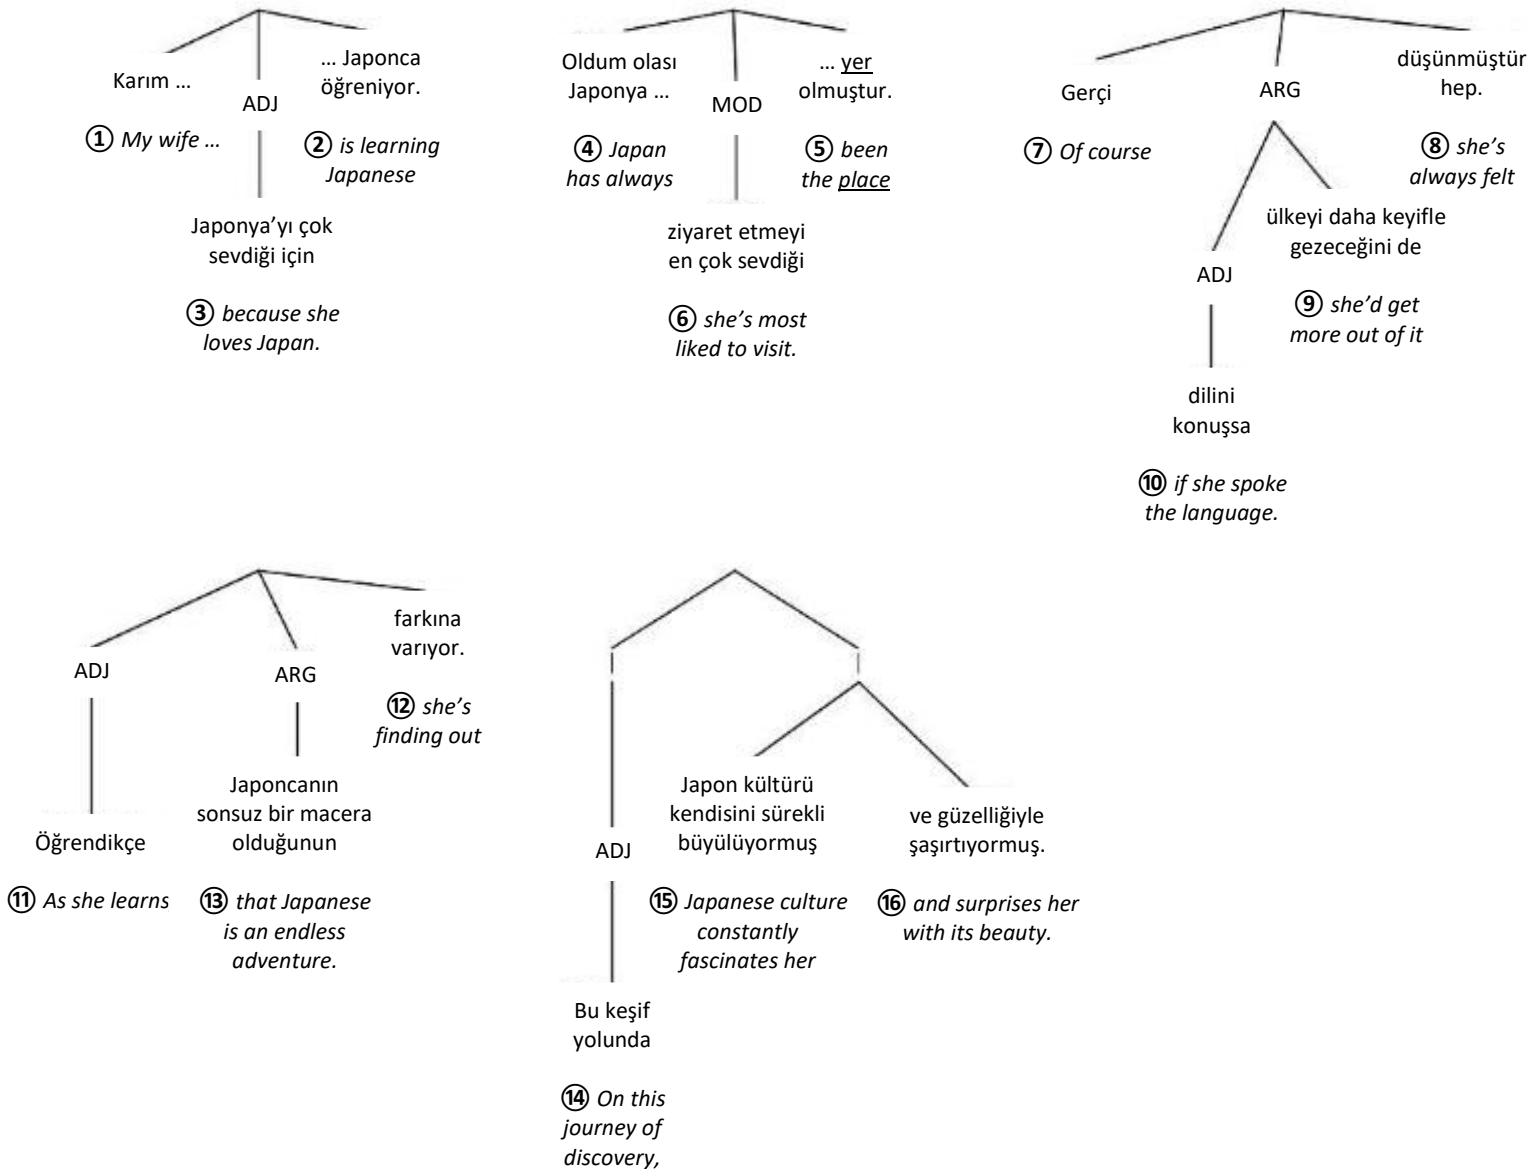 Karım …
ADJ
… Japonca
öğreniyor.
① My wife …
② is learning
Japanese
Japonya’yı çok
sevdiği için
③ because she
loves Japan.
Oldum olası
Japonya …
MOD
… yer
olmuştur.
④ Japan
has always
⑤ been
the place
ziyaret etmeyi
en çok sevdiği
⑥ she’s most
liked to visit.
Gerçi
ARG
düşünmüştür
hep.
⑦ Of course
⑧ she’s
always felt
ADJ
ülkeyi daha keyifle
gezeceğini de
⑨ she’d get
more out of it
dilini
konuşsa
⑩ if she spoke
the language.
ADJ
ARG
farkına
varıyor.
⑫ she’s
finding out
Öğrendikçe
⑪ As she learns
Japoncanın
sonsuz bir macera
olduğunun
⑬ that Japanese
is an endless
adventure.
ADJ
Japon kültürü
kendisini sürekli
büyülüyormuş
⑮ Japanese culture
constantly
fascinates her
ve güzelliğiyle
şaşırtıyormuş.
⑯ and surprises her
with its beauty.
Bu keşif
yolunda
⑭ On this
journey of
discovery,